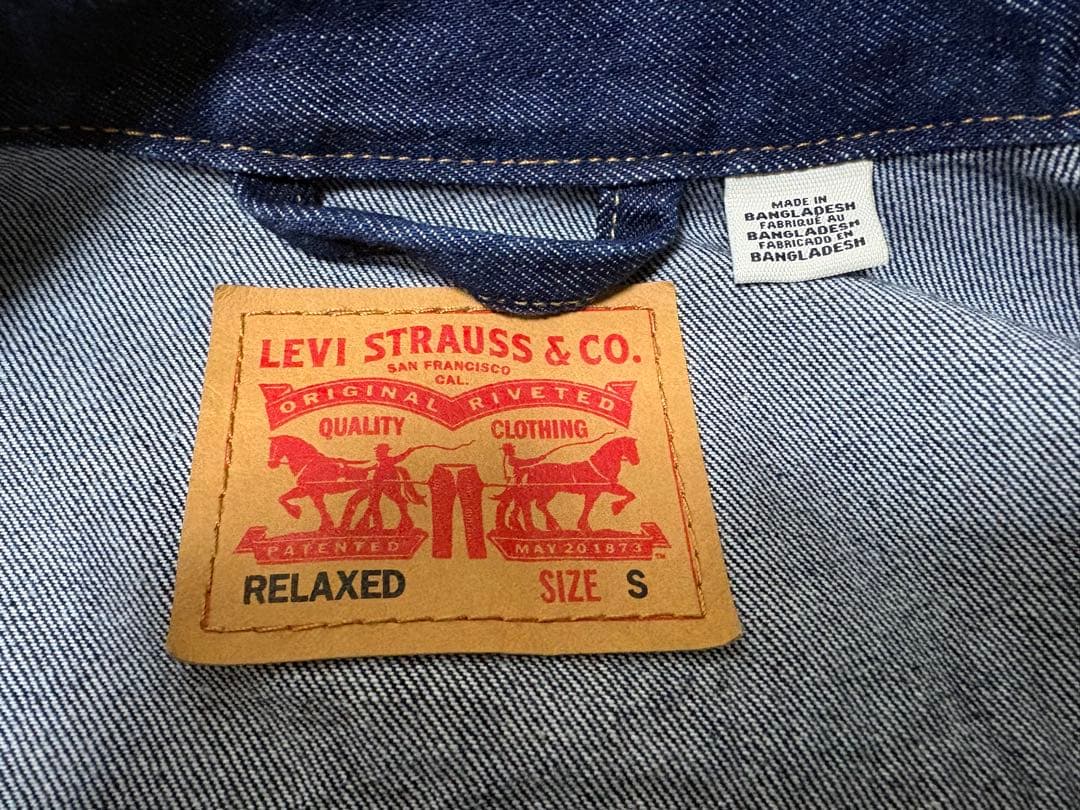 MADE IN
BANGLADESH
FABRIQUÉ AU
BANGLADESH
FABRICADO EN
BANGLADESH
LEVI STRAUSS & CO.
SAN FRANCISCO
CAL.
ORIGINAL RIVETED
QUALITY CLOTHING
PATENTED MAY 20 1873 ™
RELAXED SIZE S